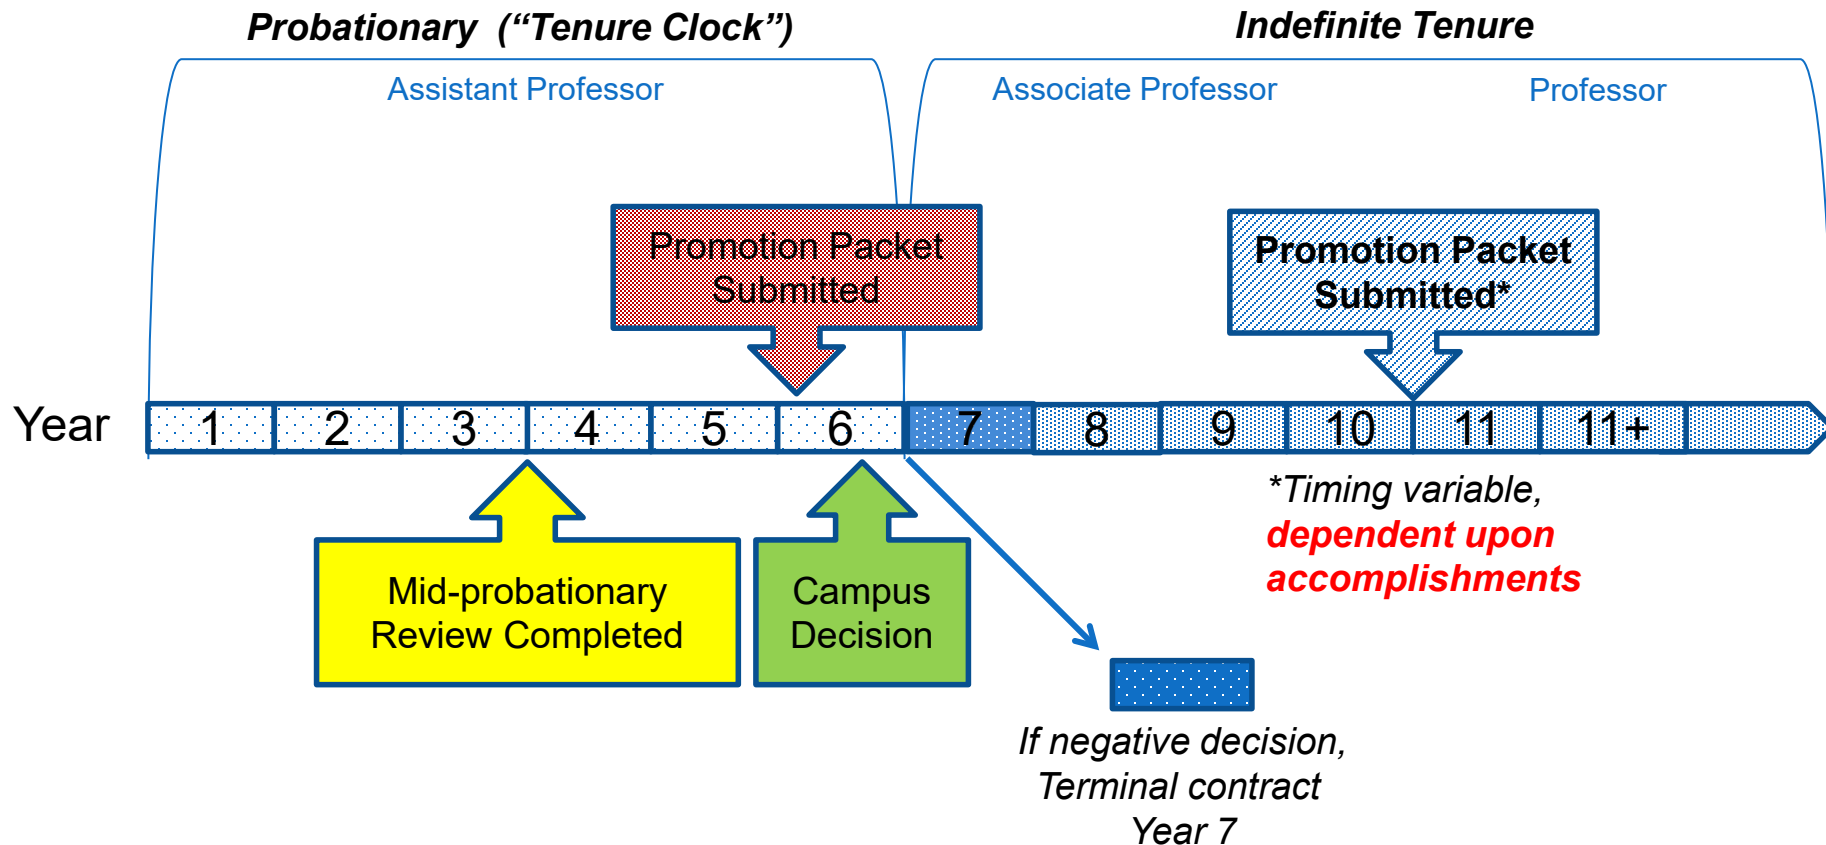 Probationary (“Tenure Clock”)
Indefinite Tenure
Assistant Professor
Associate Professor
Professor
Promotion Packet
Submitted
Promotion Packet
Submitted*
Year
1
2
3
4
5
6
7
8
9
10
11
11+
Mid-probationary
Review Completed
Campus
Decision
*Timing variable,
dependent upon
accomplishments
If negative decision,
Terminal contract
Year 7